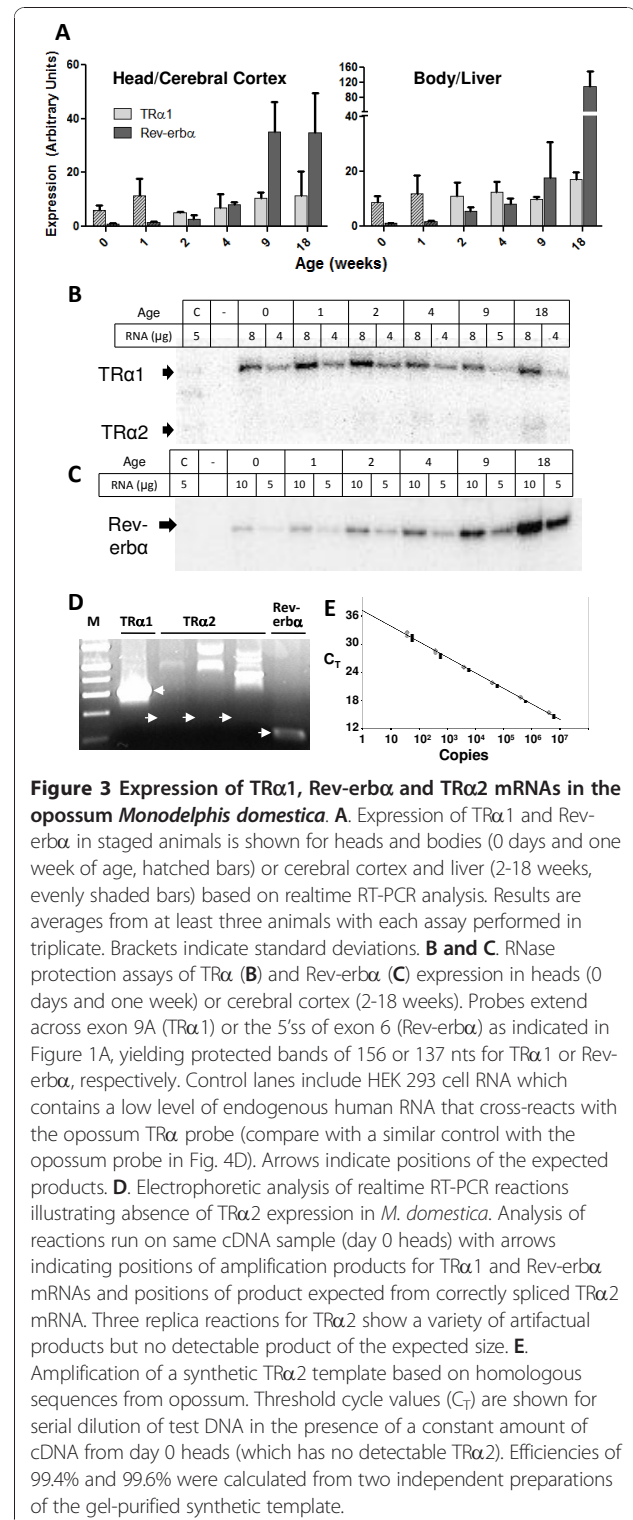 A
Head/Cerebral Cortex
Body/Liver
Expression (Arbitrary Units)
60
40
20
0
TRα1
Rev-erbα
160
120
80
40
20
0
0 1 2 4 9 18
0 1 2 4 9 18
Age (weeks)
B
Age C - 0 1 2 4 9 18
RNA (µg) 5 8 4 8 4 8 4 8 4 8 5 8 4
TRα1
TRα2
C
Age C - 0 1 2 4 9 18
RNA (µg) 5 10 5 10 5 10 5 10 5 10 5 10 5
Rev-
erbα
D
M TRα1 TRα2 Rev-
erbα
E
36
30
24
18
12
CT
1 10 10² 10³ 10⁴ 10⁵ 10⁶ 10⁷
Copies
Figure 3 Expression of TRα1, Rev-erbα and TRα2 mRNAs in the
opossum Monodelphis domestica. A. Expression of TRα1 and Rev-
erbα in staged animals is shown for heads and bodies (0 days and one
week of age, hatched bars) or cerebral cortex and liver (2-18 weeks,
evenly shaded bars) based on realtime RT-PCR analysis. Results are
averages from at least three animals with each assay performed in
triplicate. Brackets indicate standard deviations. B and C. RNase
protection assays of TRα (B) and Rev-erbα (C) expression in heads (0
days and one week) or cerebral cortex (2-18 weeks). Probes extend
across exon 9A (TRα1) or the 5'ss of exon 6 (Rev-erbα) as indicated in
Figure 1A, yielding protected bands of 156 or 137 nts for TRα1 or Rev-
erbα, respectively. Control lanes include HEK 293 cell RNA which
contains a low level of endogenous human RNA that cross-reacts with
the opossum TRα probe (compare with a similar control with the
opossum probe in Fig. 4D). Arrows indicate positions of the expected
products. D. Electrophoretic analysis of realtime RT-PCR reactions
illustrating absence of TRα2 expression in M. domestica. Analysis of
reactions run on same cDNA sample (day 0 heads) with arrows
indicating positions of amplification products for TRα1 and Rev-erbα
mRNAs and positions of product expected from correctly spliced TRα2
mRNA. Three replica reactions for TRα2 show a variety of artifactual
products but no detectable product of the expected size. E.
Amplification of a synthetic TRα2 template based on homologous
sequences from opossum. Threshold cycle values (CT) are shown for
serial dilution of test DNA in the presence of a constant amount of
cDNA from day 0 heads (which has no detectable TRα2). Efficiencies of
99.4% and 99.6% were calculated from two independent preparations
of the gel-purified synthetic template.